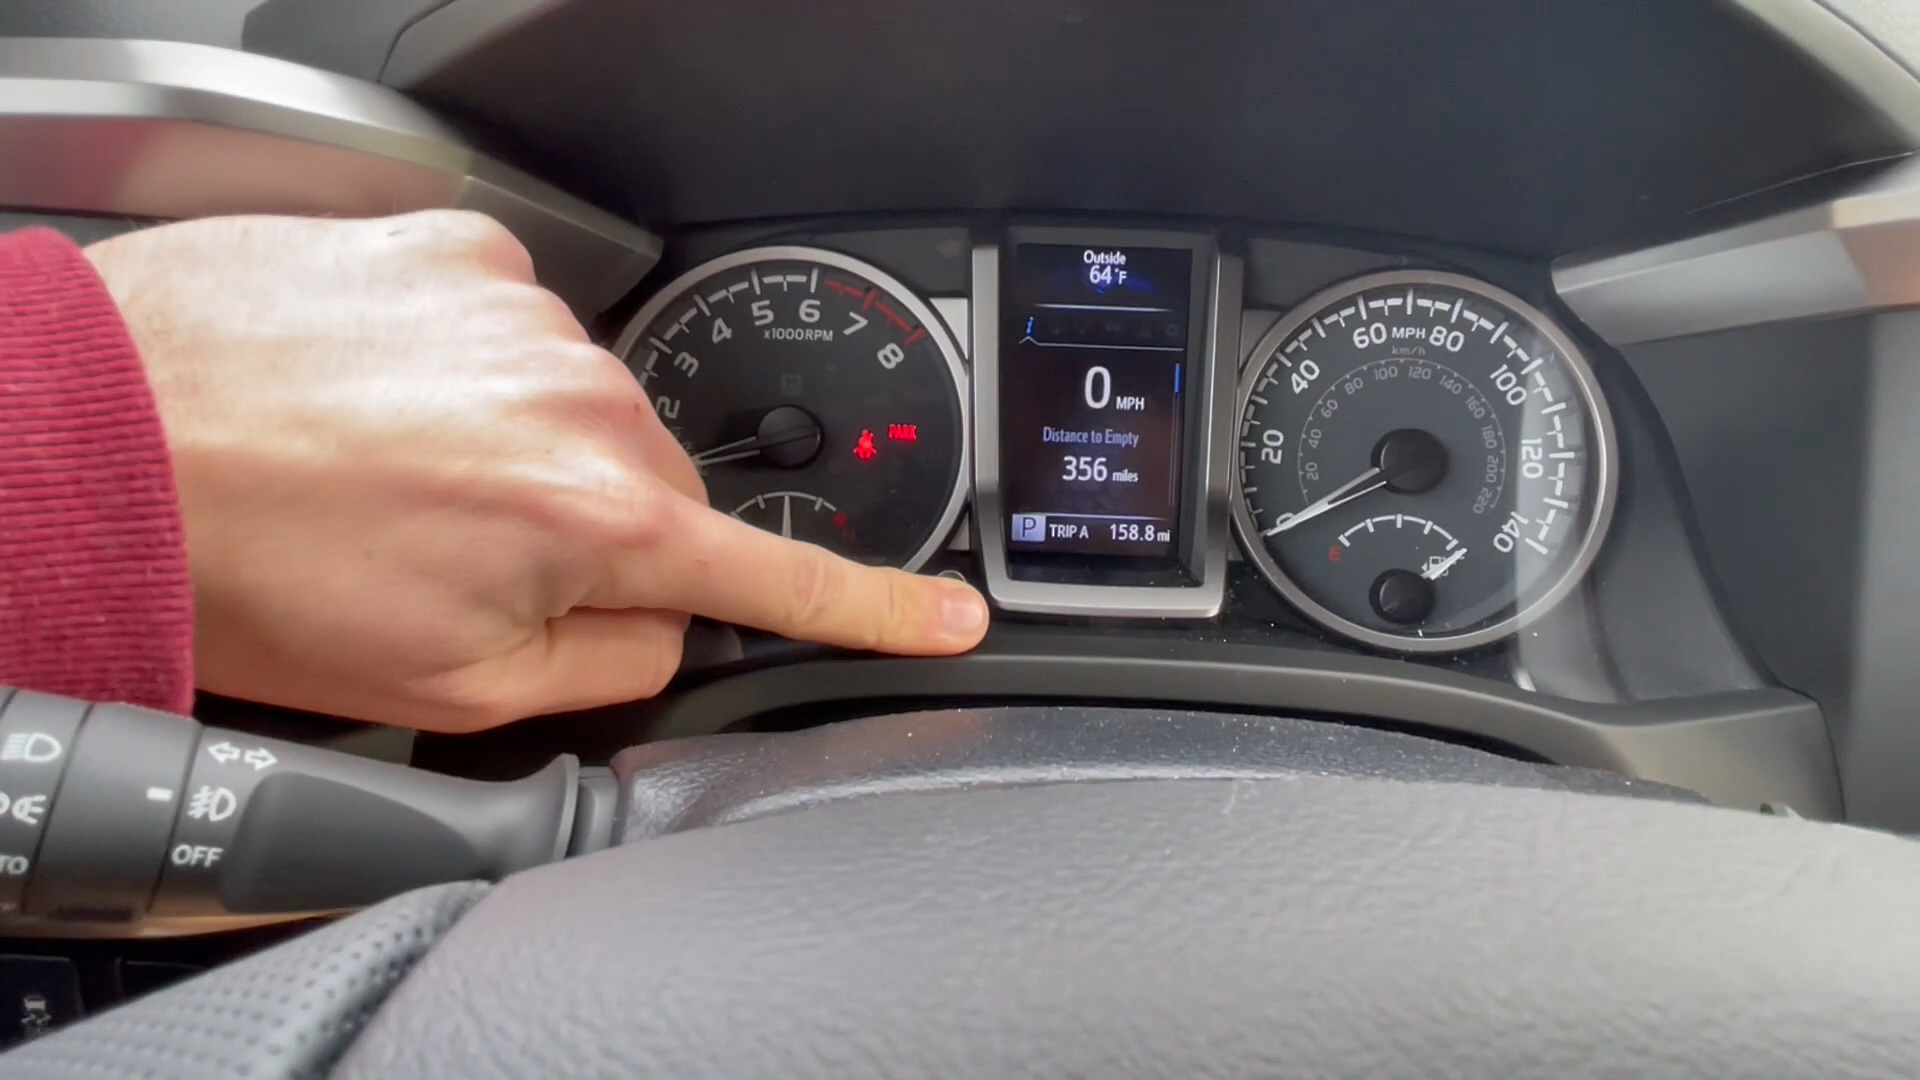 Outside
64°F
0 MPH
Distance to Empty
356 miles
P TRIP A 158.8 mi
2 3 4 5 6 7 8
x1000RPM
PARK
0 20 40 60 MPH 80 100 120 140
km/h
20 40 60 80 100 120 140 160 180 200 220
E
OFF
TO